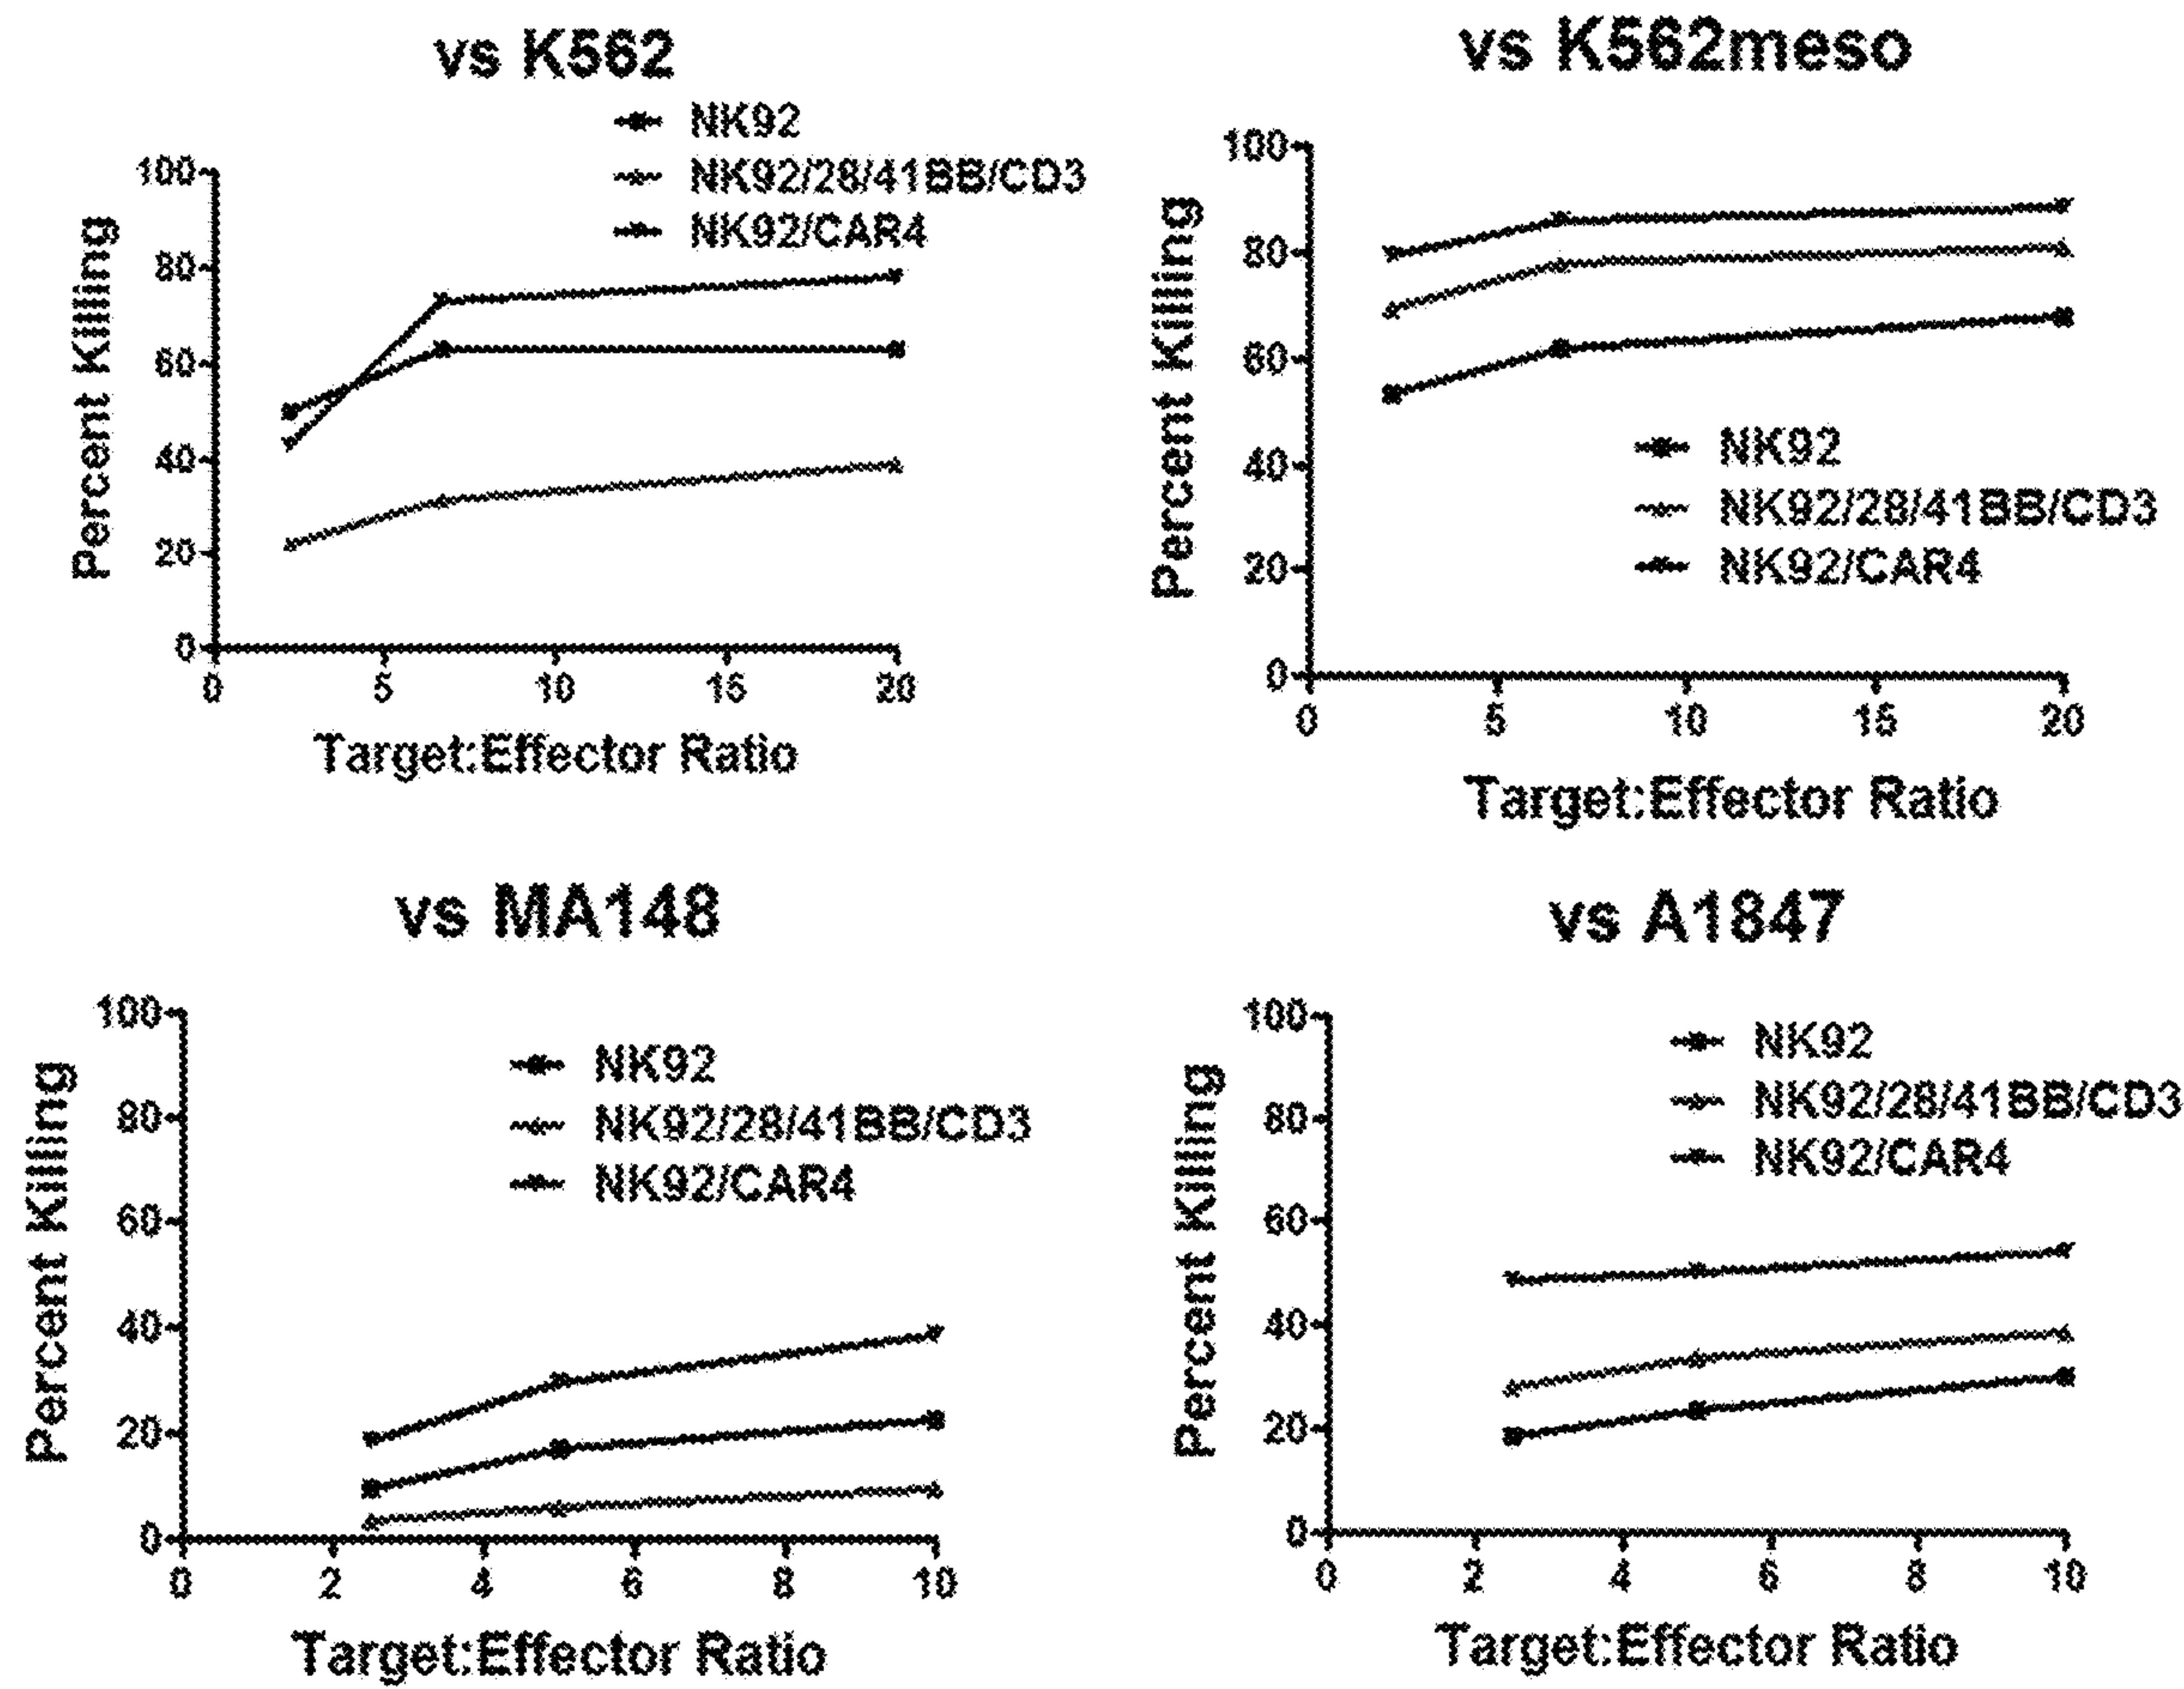 vs K562
NK92
NK92/28/41BB/CD3
NK92/CAR4
Percent Killing
100
80
60
40
20
0
0 5 10 15 20
Target:Effector Ratio
vs K562meso
Percent Killing
100
80
60
40
20
0
NK92
NK92/28/41BB/CD3
NK92/CAR4
0 5 10 15 20
Target:Effector Ratio
vs MA148
NK92
NK92/28/41BB/CD3
NK92/CAR4
Percent Killing
100
80
60
40
20
0
0 2 4 6 8 10
Target:Effector Ratio
vs A1847
NK92
NK92/28/41BB/CD3
NK92/CAR4
Percent Killing
100
80
60
40
20
0
0 2 4 6 8 10
Target:Effector Ratio